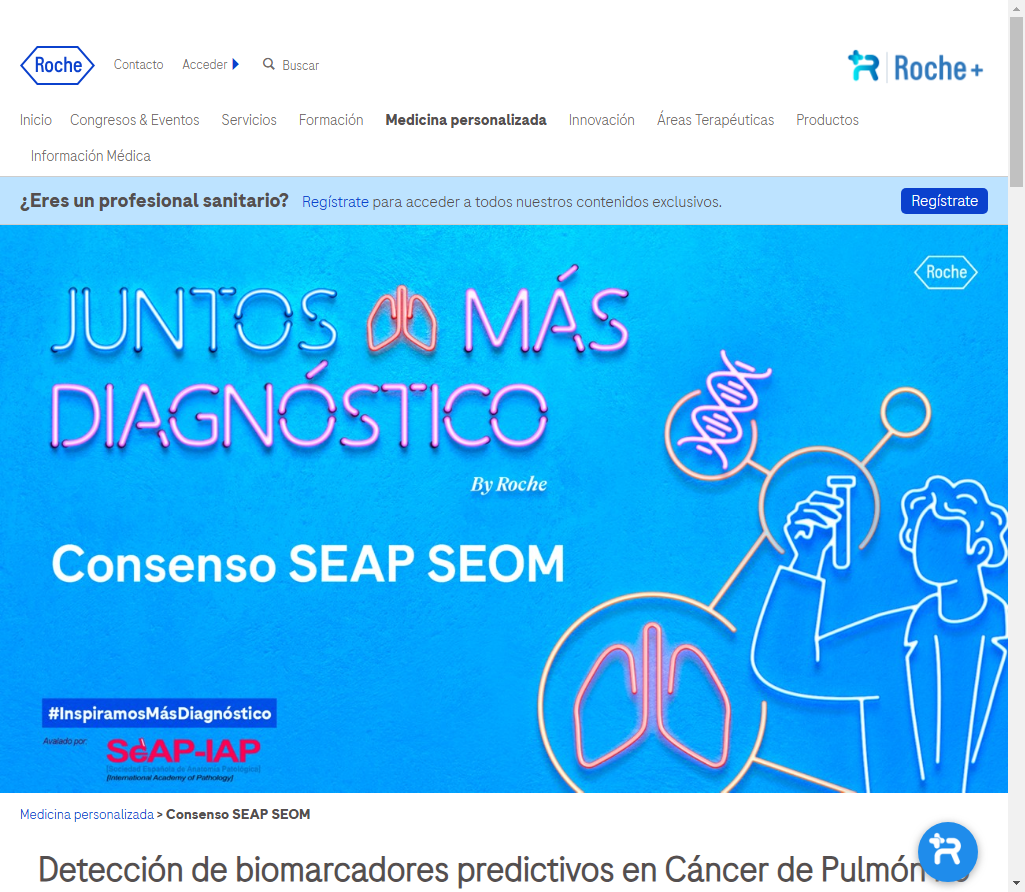 Roche
Contacto
Acceder
Buscar
Roche+
Inicio
Congresos & Eventos
Servicios
Formación
Medicina personalizada
Innovación
Áreas Terapéuticas
Productos
Información Médica
¿Eres un profesional sanitario? Regístrate para acceder a todos nuestros contenidos exclusivos.
Regístrate
Roche
JUNTOS MÁS
DIAGNÓSTICO
By Roche
Consenso SEAP SEOM
#InspiramosMásDiagnóstico
Avalado por:
SEAP-IAP
(Sociedad Española de Anatomía Patológica)
(International Academy of Pathology)
Medicina personalizada > Consenso SEAP SEOM
Detección de biomarcadores predictivos en Cáncer de Pulmón